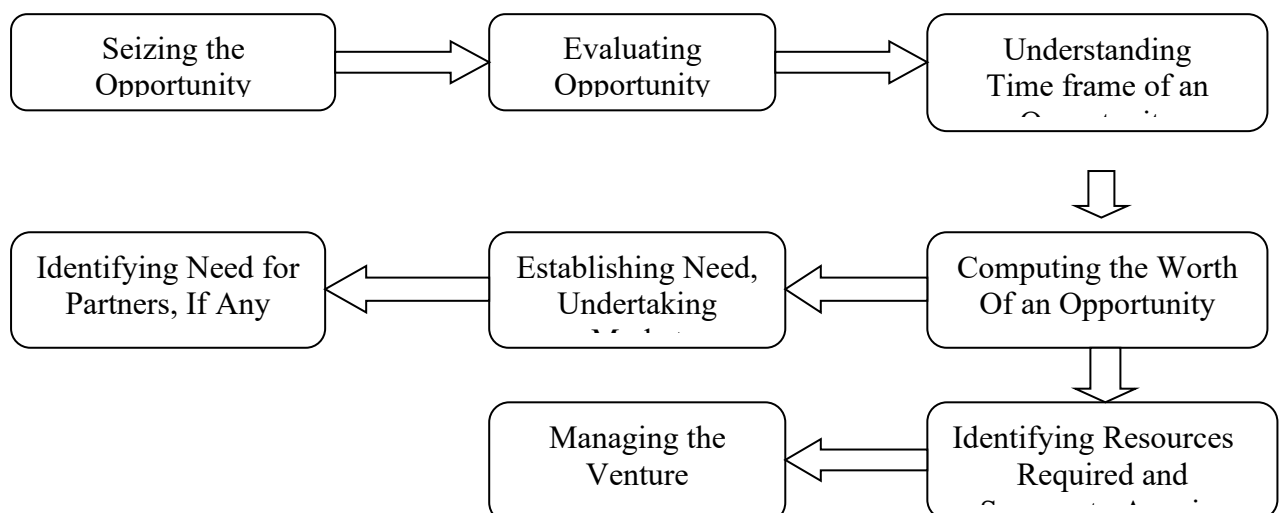 Seizing the
Opportunity
Evaluating
Opportunity
Understanding
Time frame of an
Identifying Need for
Partners, If Any
Establishing Need,
Undertaking
Computing the Worth
Of an Opportunity
Managing the
Venture
Identifying Resources
Required and